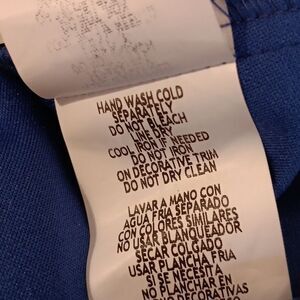 HAND WASH COLD
SEPARATELY
DO NOT BLEACH
LINE DRY
COOL IRON IF NEEDED
DO NOT IRON
ON DECORATIVE TRIM
DO NOT DRY CLEAN
LAVAR A MANO CON
AGUA FRIA SEPARADO
CON COLORES SIMILARES
NO USAR BLANQUEADOR
SECAR COLGADO
USAR PLANCHA FRIA
SI SE NECESITA
NO PLANCHAR EN
DECORATIVAS